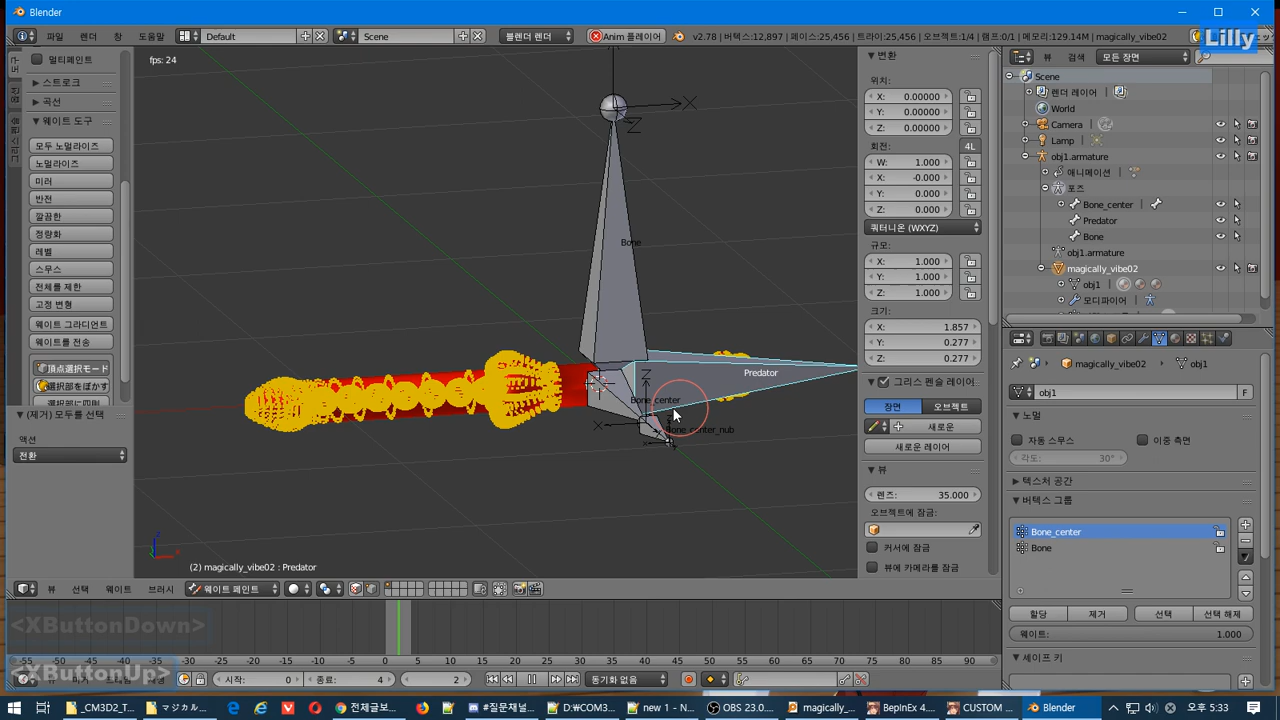 Blender
Lilly
파일 렌더 창 도움말 Default Scene 블렌더 렌더 Anim 플레이어 v2.78 | 버텍스:12,897 | 페이스:25,456 | 트라이:25,456 | 오브젝트:1/4 | 램프:0/1 | 메모리:129.14M | magically_vibe02
fps: 24
멀티페인트
스트로크
곡선
웨이트 도구
모두 노멀라이즈
노멀라이즈
미러
반전
깔끔한
정량화
레벨
스무스
전체를 제한
고정 변형
웨이트 그라디언트
웨이트를 전송
頂点選択モード
選択部をぼかす
(제거) 모두를 선택
액션
전환
X
Z
Bone
Predator
Z
Bone_center
X
Bone_center_nub
z
x
y
(2) magically_vibe02 : Predator
변환
위치:
X: 0.00000
Y: 0.00000
Z: 0.00000
회전: 4L
W: 1.000
X: -0.000
Y: 0.000
Z: 0.000
쿼터니온 (WXYZ)
규모:
X: 1.000
Y: 1.000
Z: 1.000
크기:
X: 1.857
Y: 0.277
Z: 0.277
그리스 펜슬 레이어
장면 오브젝트
새로운
새로운 레이어
뷰
렌즈: 35.000
오브젝트에 잠금:
커서에 잠금
뷰에 카메라를 잠금
뷰 검색 모든 장면
Scene
렌더 레이어
World
Camera
Lamp
obj1.armature
애니메이션
포즈
Bone_center
Predator
Bone
obj1.armature
magically_vibe02
obj1
모디파이어
magically_vibe02 obj1
obj1 F
노멀
자동 스무스 이중 측면
각도: 30°
텍스처 공간
버텍스 그룹
Bone_center
Bone
할당 제거 선택 선택 해제
웨이트: 1.000
셰이프 키
뷰 선택 웨이트 브러시 웨이트 페인트
<XButtonDown>
<XButtonUp>
-55 -50 -45 -40 -35 -30 -25 -20 -15 -10 -5 0 5 10 15 20 25 30 35 40 45 50 55 60 65 70 75 80 85 90
시작: 0 종료: 4 2 동기화 없음
_CM3D2_T... マジカル... 전체글보... #질문채널... D:₩COM3... new 1 - N... OBS 23.0... magically... BepInEx 4... CUSTOM ... Blender 오후 5:33